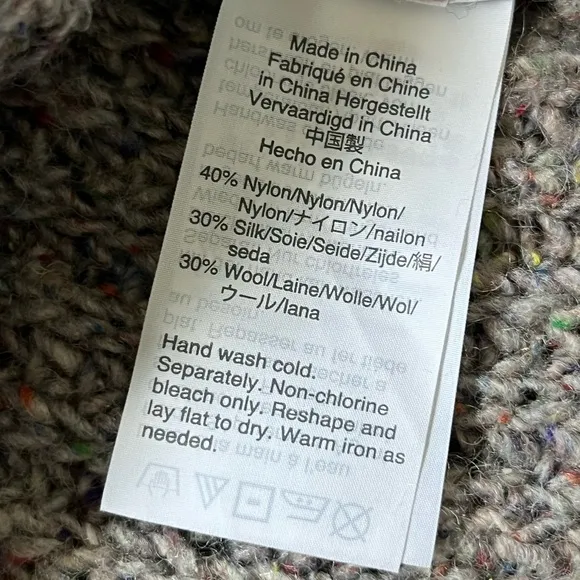 Made in China
Fabriqué en Chine
in China Hergestellt
Vervaardigd in China
中国製
Hecho en China
40% Nylon/Nylon/Nylon/
Nylon/ナイロン/nailon
30% Silk/Soie/Seide/Zijde/絹/
seda
30% Wool/Laine/Wolle/Wol/
ウール/lana
Hand wash cold.
Separately. Non-chlorine
bleach only. Reshape and
lay flat to dry. Warm iron as
needed.